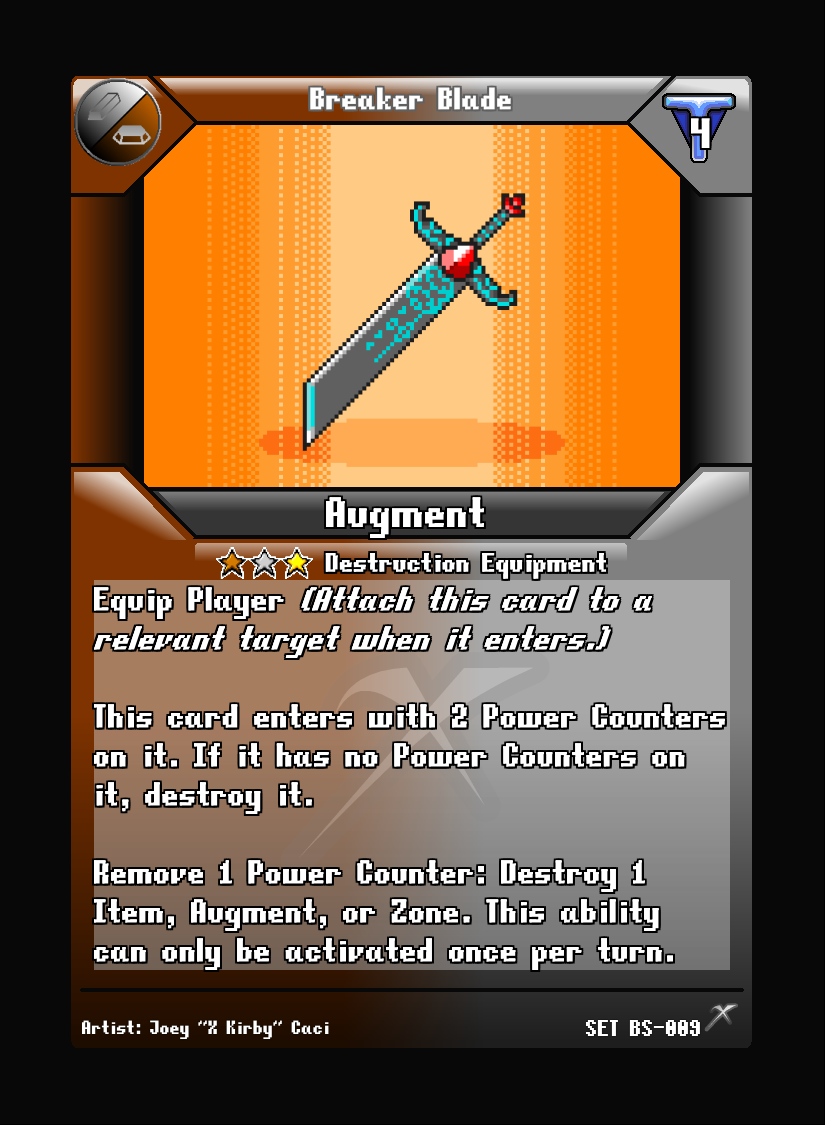 Breaker Blade
4
Augment
Destruction Equipment
Equip Player (Attach this card to a
relevant target when it enters.)
This card enters with 2 Power Counters
on it. If it has no Power Counters on
it, destroy it.
Remove 1 Power Counter: Destroy 1
Item, Augment, or Zone. This ability
can only be activated once per turn.
Artist: Joey "X Kirby" Caci
SET BS-009